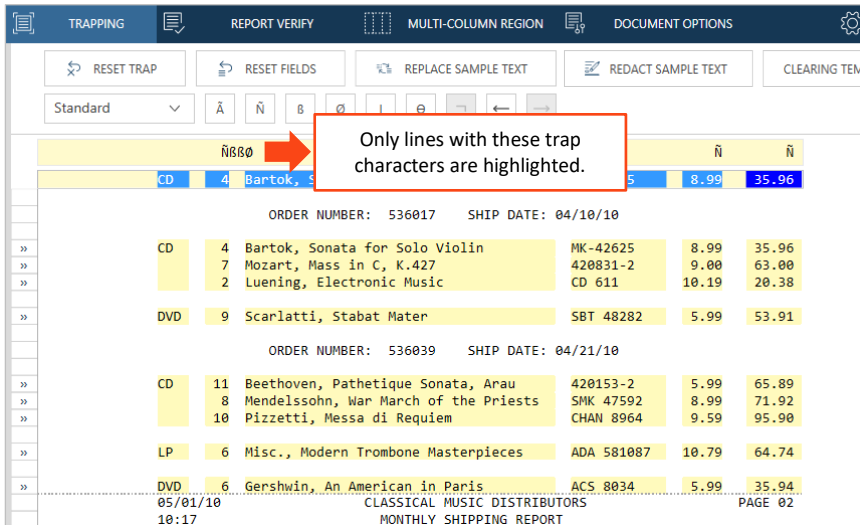 TRAPPING REPORT VERIFY MULTI-COLUMN REGION DOCUMENT OPTIONS
RESET TRAP RESET FIELDS REPLACE SAMPLE TEXT REDACT SAMPLE TEXT CLEARING TEM
Standard Ã Ñ ß Ø
Only lines with these trap
characters are highlighted.
ÑßßØ Ñ Ñ
CD 4 Bartok, S 5 8.99 35.96
ORDER NUMBER: 536017 SHIP DATE: 04/10/10
» CD 4 Bartok, Sonata for Solo Violin MK-42625 8.99 35.96
» 7 Mozart, Mass in C, K.427 420831-2 9.00 63.00
» 2 Luening, Electronic Music CD 611 10.19 20.38
» DVD 9 Scarlatti, Stabat Mater SBT 48282 5.99 53.91
ORDER NUMBER: 536039 SHIP DATE: 04/21/10
» CD 11 Beethoven, Pathetique Sonata, Arau 420153-2 5.99 65.89
» 8 Mendelssohn, War March of the Priests SMK 47592 8.99 71.92
» 10 Pizzetti, Messa di Requiem CHAN 8964 9.59 95.90
» LP 6 Misc., Modern Trombone Masterpieces ADA 581087 10.79 64.74
» DVD 6 Gershwin, An American in Paris ACS 8034 5.99 35.94
05/01/10 CLASSICAL MUSIC DISTRIBUTORS PAGE 02
10:17 MONTHLY SHIPPING REPORT